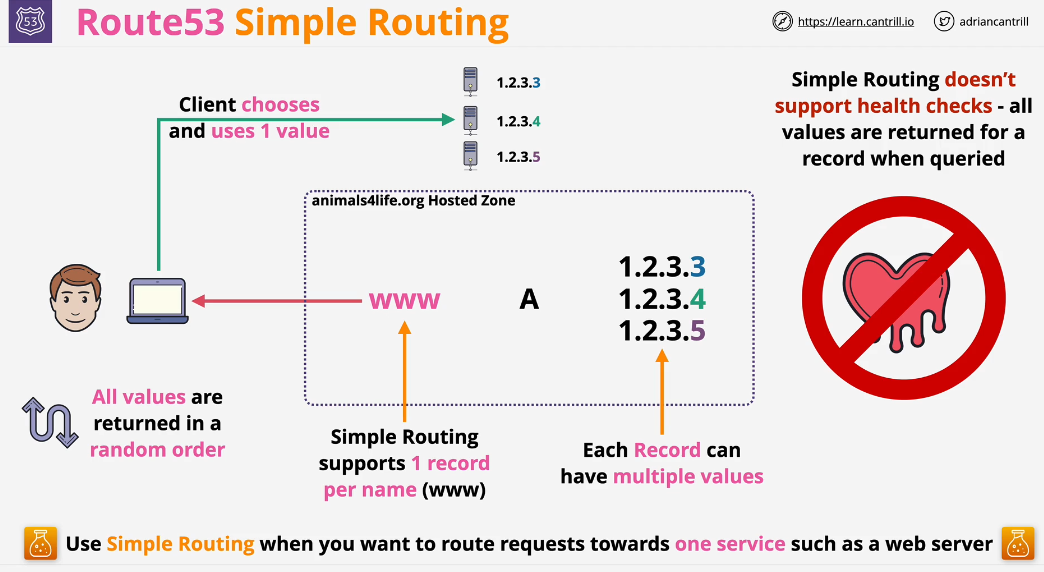 53
Route53 Simple Routing
https://learn.cantrill.io
adriancantrill
Client chooses
and uses 1 value
1.2.3.3
1.2.3.4
1.2.3.5
Simple Routing doesn't
support health checks - all
values are returned for a
record when queried
animals4life.org Hosted Zone
www
A
1.2.3.3
1.2.3.4
1.2.3.5
All values are
returned in a
random order
Simple Routing
supports 1 record
per name (www)
Each Record can
have multiple values
Use Simple Routing when you want to route requests towards one service such as a web server